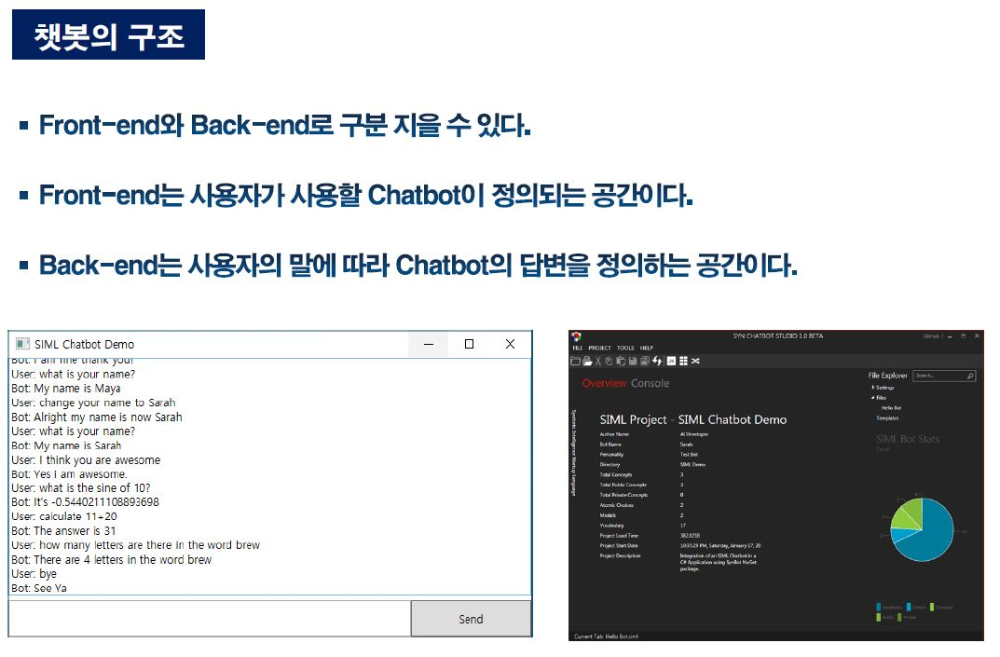 챗봇의 구조
▪ Front-end와 Back-end로 구분 지을 수 있다.
▪ Front-end는 사용자가 사용할 Chatbot이 정의되는 공간이다.
▪ Back-end는 사용자의 말에 따라 Chatbot의 답변을 정의하는 공간이다.
SIML Chatbot Demo
Bot: I am fine thank you!
User: what is your name?
Bot: My name is Maya
User: change your name to Sarah
Bot: Alright my name is now Sarah
User: what is your name?
Bot: My name is Sarah
User: I think you are awesome
Bot: Yes i am awesome.
User: what is the sine of 10?
Bot: It's -0.5440211108893698
User: calculate 11+20
Bot: The answer is 31
User: how many letters are there in the word brew
Bot: There are 4 letters in the word brew
User: bye
Bot: See Ya
Send
SYN CHATBOT STUDIO 1.0 BETA
GitHub
FILE PROJECT TOOLS HELP
Overview Console
File Explorer Search...
Settings
Files
Hello Bot
Templates
Synthetic Intelligence Markup Language
SIML Project - SIML Chatbot Demo
Author Name AI Developer
Bot Name Sarah
Personality Test Bot
Directory SIML Demo
Total Concepts 3
Total Public Concepts 3
Total Private Concepts 0
Atomic Choices 2
Models 2
Vocabulary 17
Project Load Time 382.0218
Project Start Date 10:35:29 PM, Saturday, January 17, 20
Project Description Integration of an SIML Chatbot in a
C# Application using SynBot NuGet
package.
SIML Bot Stats
Sarah
Vocabulary Models Concepts
Public Private
Current Tab: Hello Bot.siml